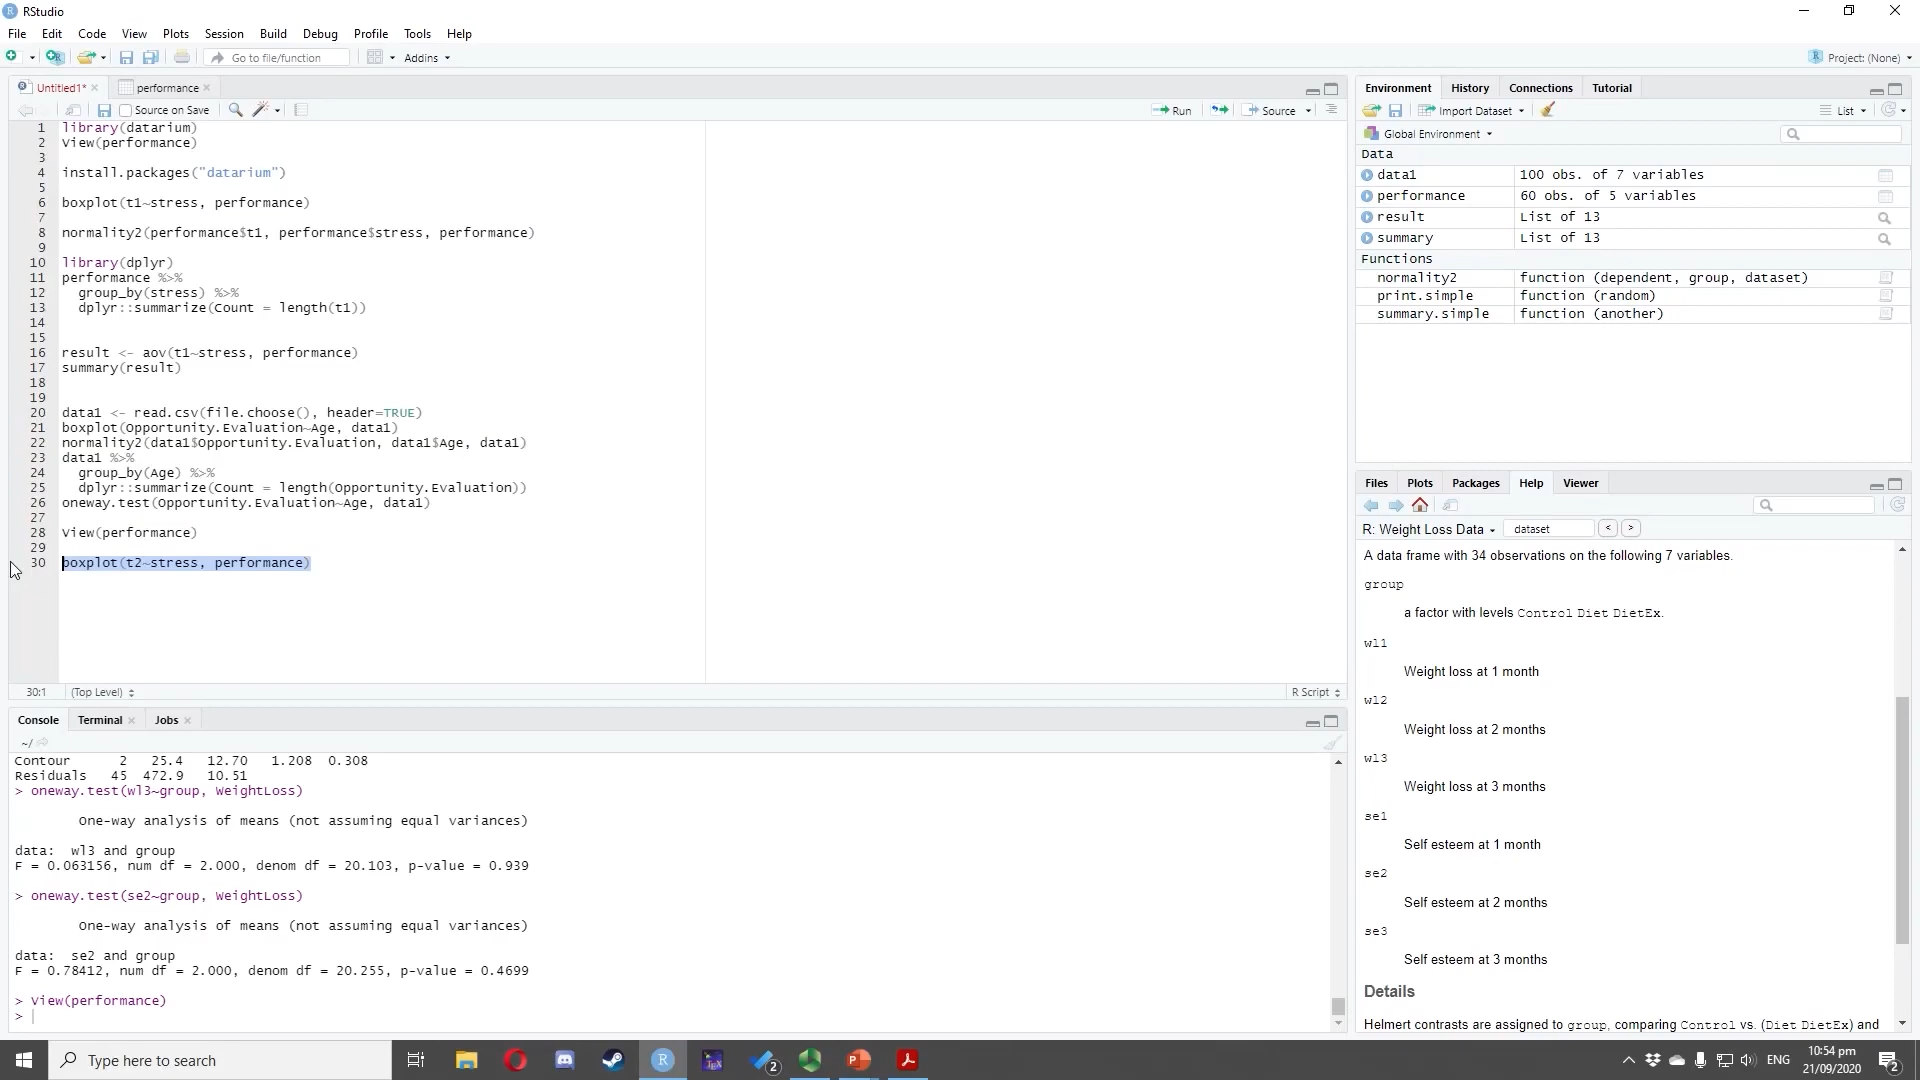 RStudio
File Edit Code View Plots Session Build Debug Profile Tools Help
Go to file/function Addins Project: (None)
Untitled1* performance
Source on Save Run Source
1 library(datarium)
2 View(performance)
3
4 install.packages("datarium")
5
6 boxplot(t1~stress, performance)
7
8 normality2(performance$t1, performance$stress, performance)
9
10 library(dplyr)
11 performance %>%
12 group_by(stress) %>%
13 dplyr::summarize(Count = length(t1))
14
15
16 result <- aov(t1~stress, performance)
17 summary(result)
18
19
20 data1 <- read.csv(file.choose(), header=TRUE)
21 boxplot(Opportunity.Evaluation~Age, data1)
22 normality2(data1$Opportunity.Evaluation, data1$Age, data1)
23 data1 %>%
24 group_by(Age) %>%
25 dplyr::summarize(Count = length(Opportunity.Evaluation))
26 oneway.test(Opportunity.Evaluation~Age, data1)
27
28 View(performance)
29
30 boxplot(t2~stress, performance)
30:1 (Top Level) R Script
Console Terminal Jobs
~/
Contour 2 25.4 12.70 1.208 0.308
Residuals 45 472.9 10.51
> oneway.test(wl3~group, WeightLoss)
One-way analysis of means (not assuming equal variances)
data: wl3 and group
F = 0.063156, num df = 2.000, denom df = 20.103, p-value = 0.939
> oneway.test(se2~group, WeightLoss)
One-way analysis of means (not assuming equal variances)
data: se2 and group
F = 0.78412, num df = 2.000, denom df = 20.255, p-value = 0.4699
> View(performance)
>
Environment History Connections Tutorial
Import Dataset List
Global Environment
Data
data1 100 obs. of 7 variables
performance 60 obs. of 5 variables
result List of 13
summary List of 13
Functions
normality2 function (dependent, group, dataset)
print.simple function (random)
summary.simple function (another)
Files Plots Packages Help Viewer
R: Weight Loss Data dataset < >
A data frame with 34 observations on the following 7 variables.
group
a factor with levels Control Diet DietEx.
wl1
Weight loss at 1 month
wl2
Weight loss at 2 months
wl3
Weight loss at 3 months
se1
Self esteem at 1 month
se2
Self esteem at 2 months
se3
Self esteem at 3 months
Details
Helmert contrasts are assigned to group, comparing Control vs. (Diet DietEx) and
Type here to search
2
ENG
10:54 pm
21/09/2020
2